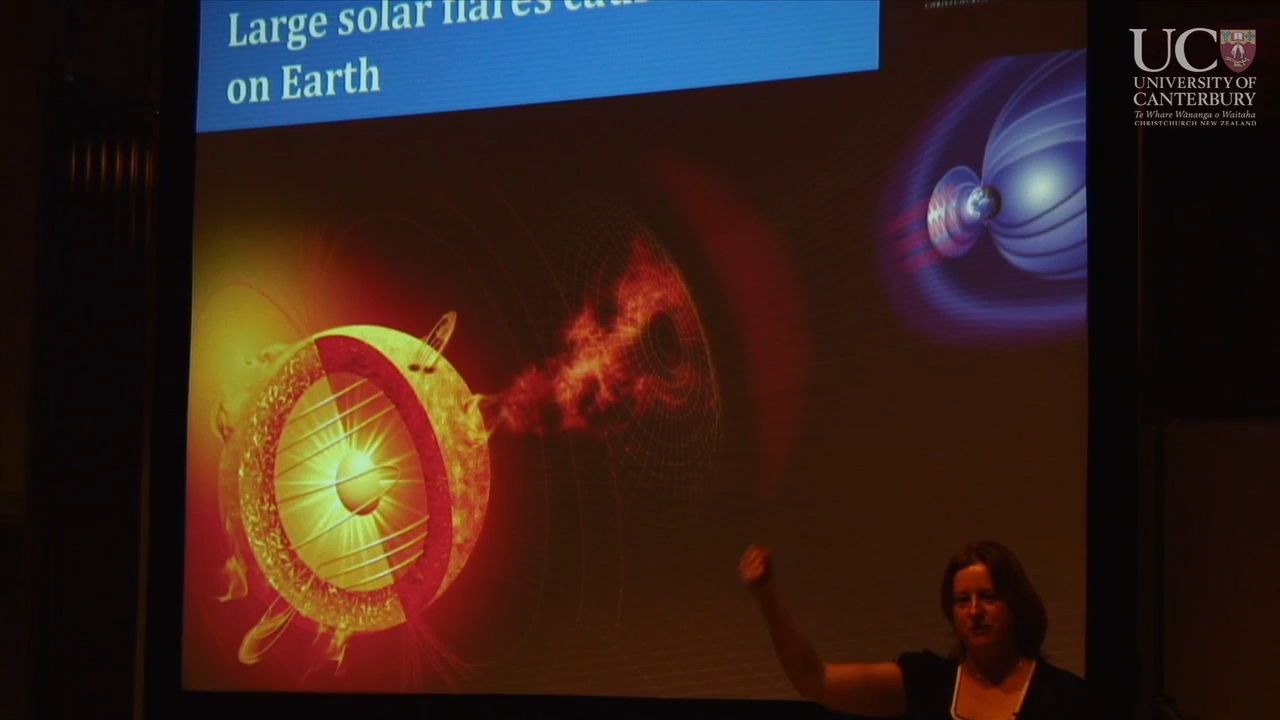 Large solar flares
on Earth
UC
UNIVERSITY OF
CANTERBURY
Te Whare Wānanga o Waitaha
CHRISTCHURCH NEW ZEALAND